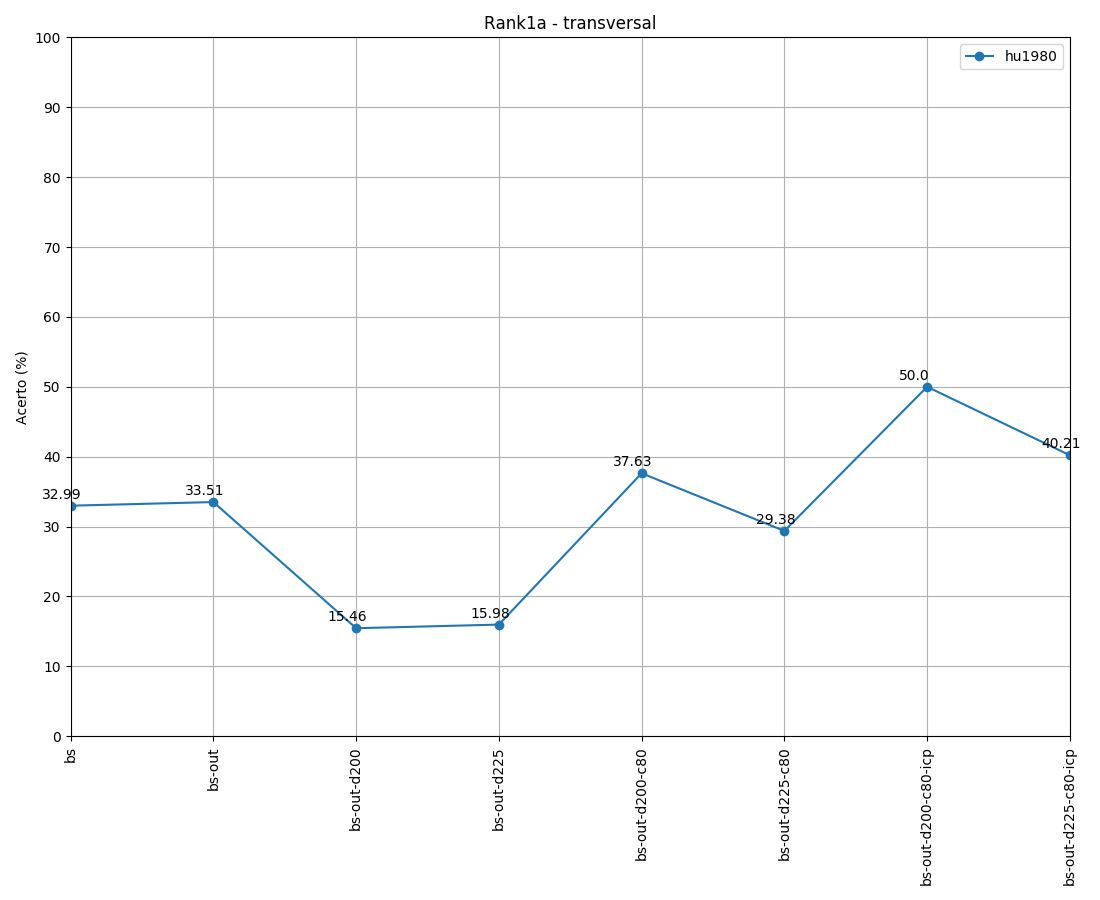 Rank1a - transversal
hu1980
Acerto (%)
100
90
80
70
60
50
40
30
20
10
0
32.99
33.51
15.46
15.98
37.63
29.38
50.0
40.21
bs
bs-out
bs-out-d200
bs-out-d225
bs-out-d200-c80
bs-out-d225-c80
bs-out-d200-c80-icp
bs-out-d225-c80-icp